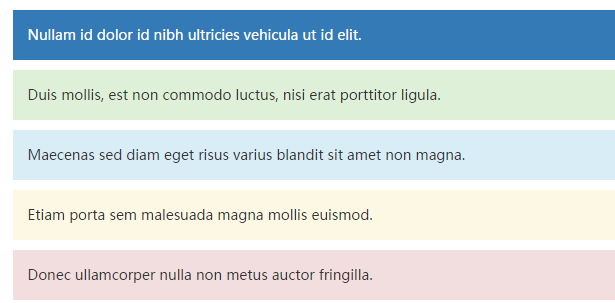 Nullam id dolor id nibh ultricies vehicula ut id elit.
Duis mollis, est non commodo luctus, nisi erat porttitor ligula.
Maecenas sed diam eget risus varius blandit sit amet non magna.
Etiam porta sem malesuada magna mollis euismod.
Donec ullamcorper nulla non metus auctor fringilla.